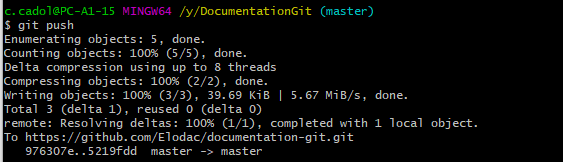 c.cadol@PC-A1-15 MINGW64 /y/DocumentationGit (master)
$ git push
Enumerating objects: 5, done.
Counting objects: 100% (5/5), done.
Delta compression using up to 8 threads
Compressing objects: 100% (2/2), done.
Writing objects: 100% (3/3), 39.69 KiB | 5.67 MiB/s, done.
Total 3 (delta 1), reused 0 (delta 0)
remote: Resolving deltas: 100% (1/1), completed with 1 local object.
To https://github.com/Elodac/documentation-git.git
   976307e..5219fdd  master -> master